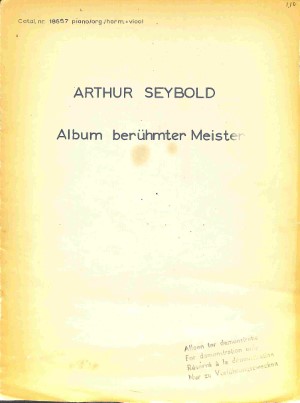 Catal. nr. 18657 piano/org./harm.+viool
ARTHUR SEYBOLD
Album berühmter Meister
Alleen ter demonstratie
For demonstration only
Réservé à la démonstration
Nur zu Vorführungszwecken